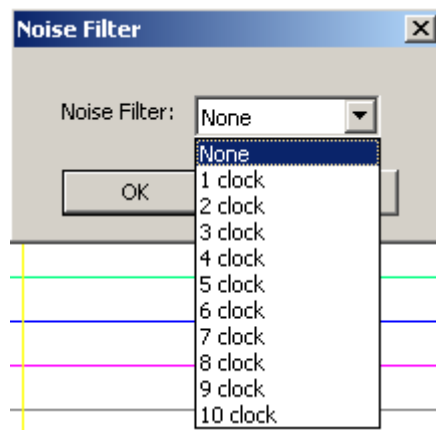 Noise Filter
Noise Filter: None
None
1 clock
OK
2 clock
3 clock
4 clock
5 clock
6 clock
7 clock
8 clock
9 clock
10 clock